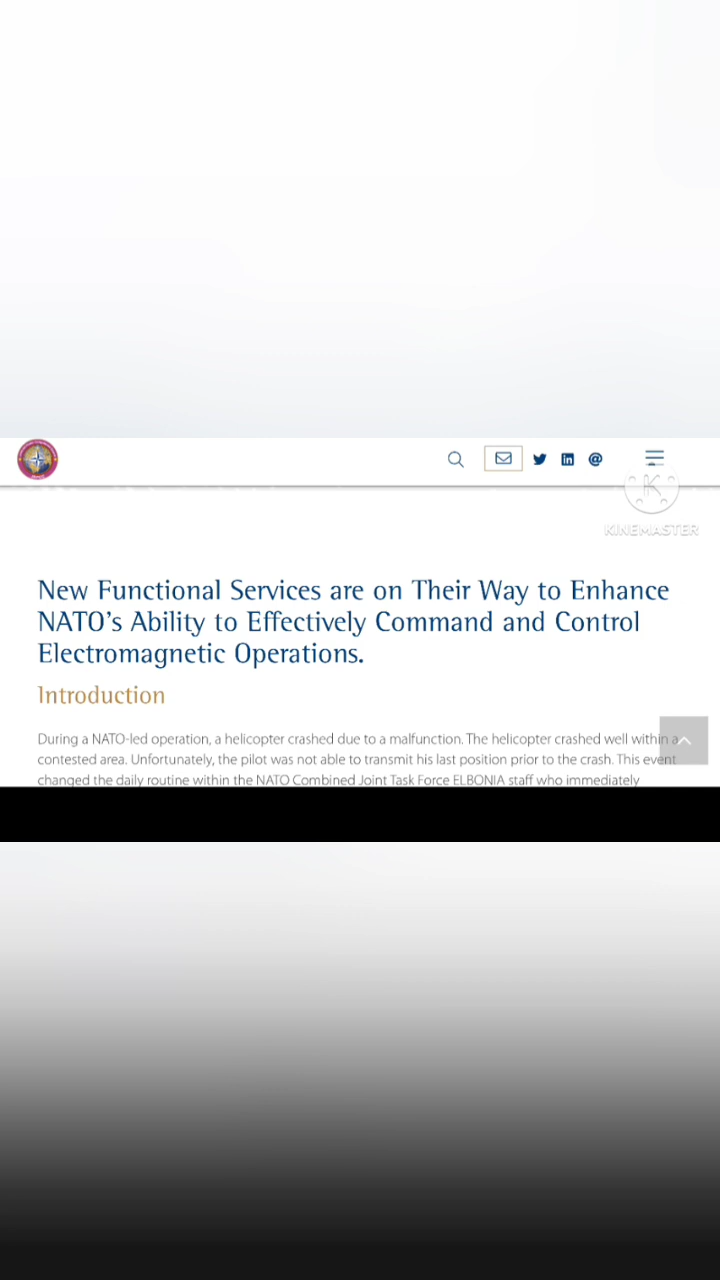 KINEMASTER
New Functional Services are on Their Way to Enhance
NATO's Ability to Effectively Command and Control
Electromagnetic Operations.
Introduction
During a NATO-led operation, a helicopter crashed due to a malfunction. The helicopter crashed well within a
contested area. Unfortunately, the pilot was not able to transmit his last position prior to the crash. This event
changed the daily routine within the NATO Combined Joint Task Force ELBONIA staff who immediately